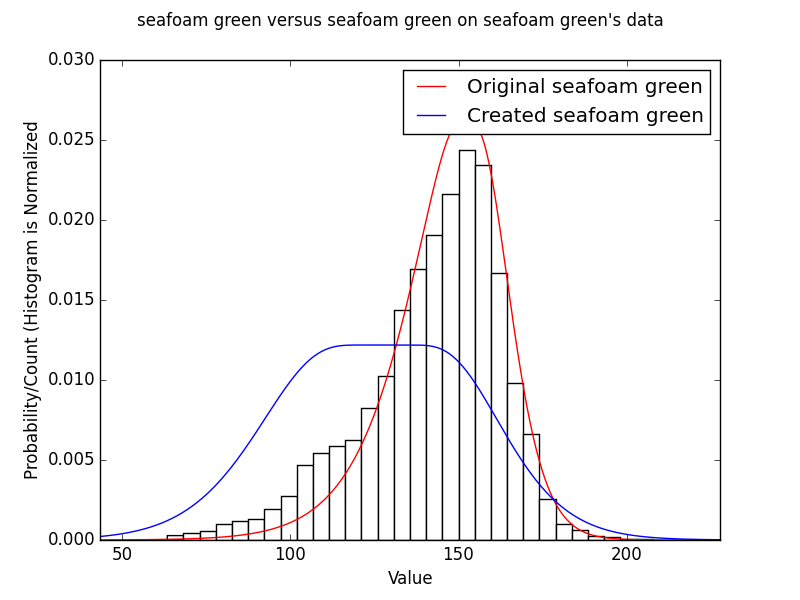 seafoam green versus seafoam green on seafoam green's data
0.030
0.025
0.020
0.015
0.010
0.005
0.000
Probability/Count (Histogram is Normalized
Original seafoam green
Created seafoam green
50
100
150
200
Value